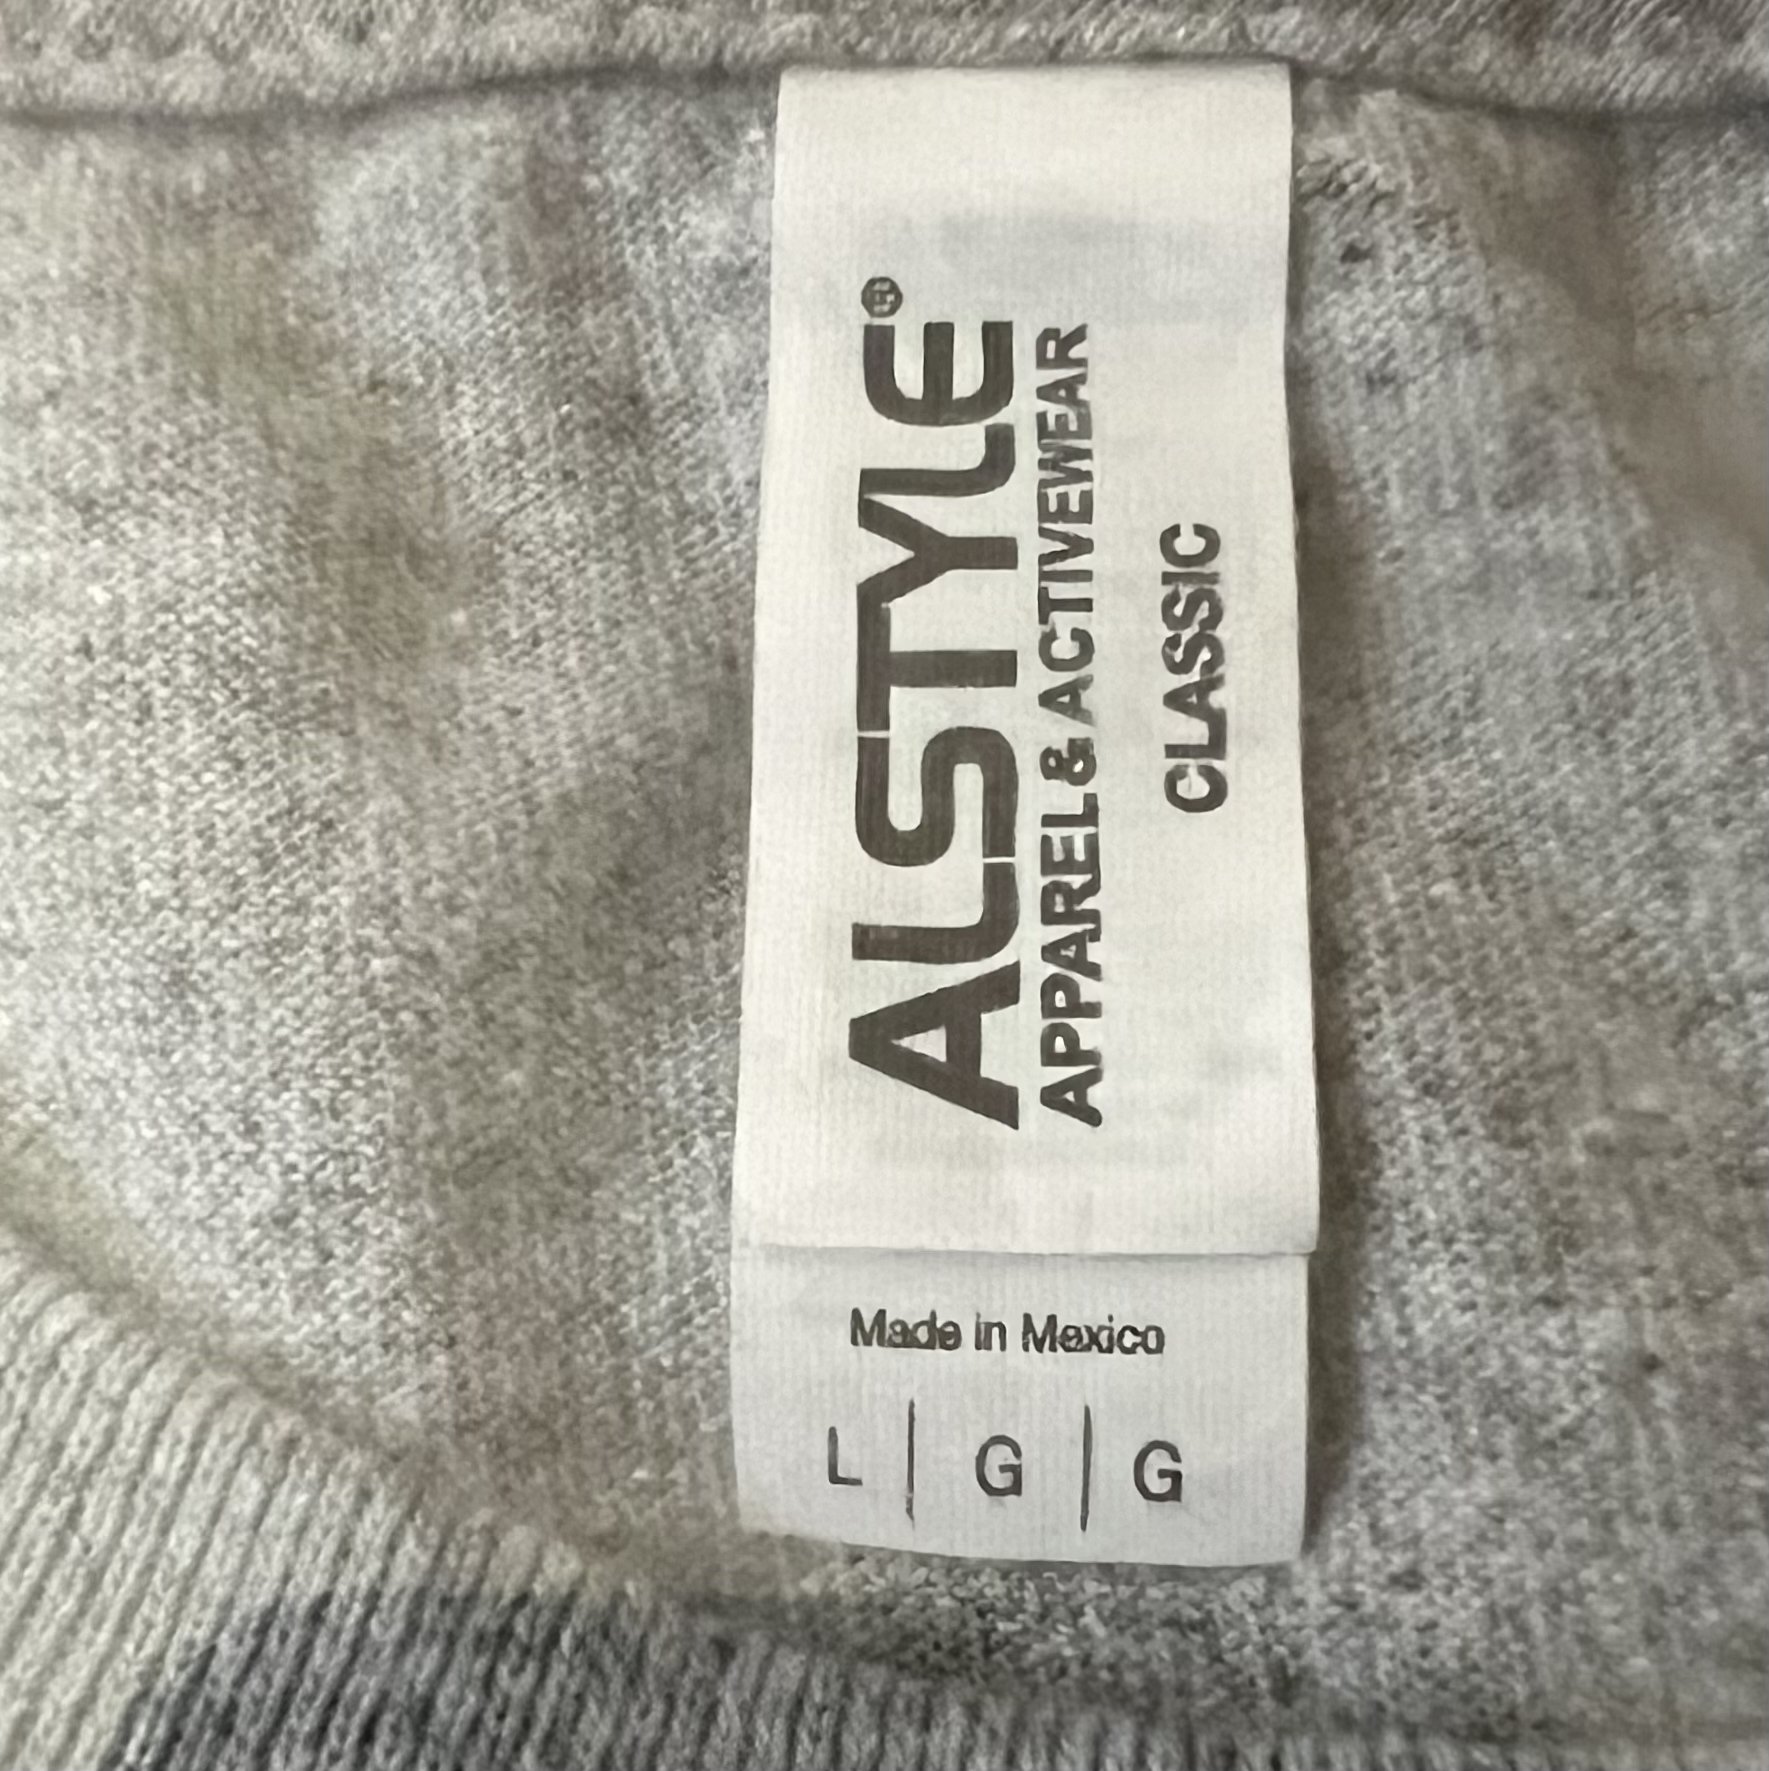 ALSTYLE®
APPAREL & ACTIVEWEAR
CLASSIC
Made in Mexico
L | G | G